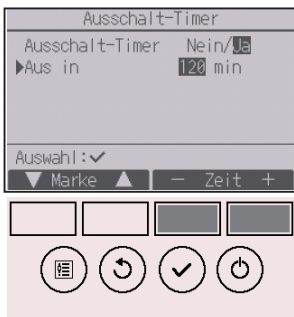 Ausschalt-Timer
Ausschalt-Timer Nein/Ja
▶Aus in 120 min
Auswahl:✓
▼ Marke ▲ − Zeit +